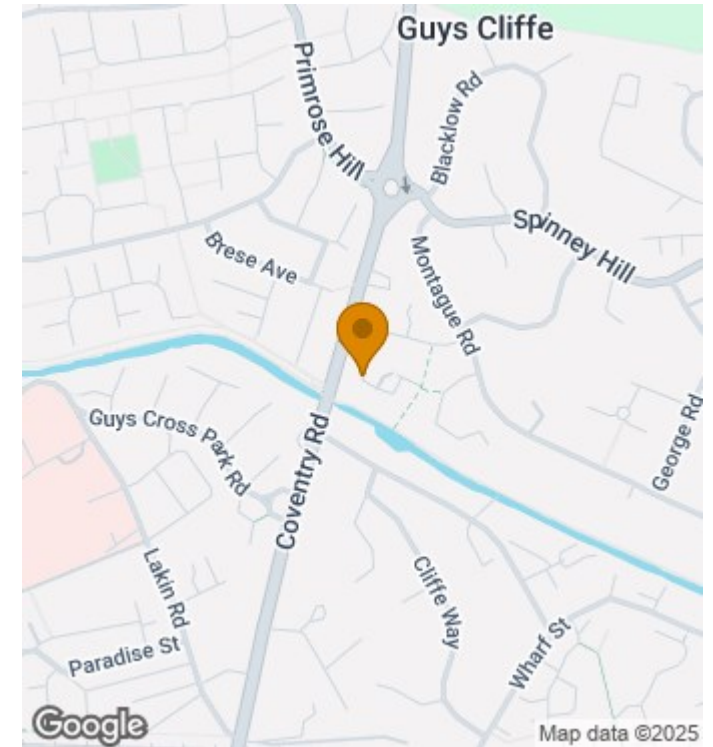 Guys Cliffe
Primrose Hill
Blacklow Rd
Spinney Hill
Brese Ave
Montague Rd
Guys Cross Park Rd
Coventry Rd
George Rd
Lakin Rd
Cliffe Way
Wharf St
Paradise St
Google
Map data ©2025